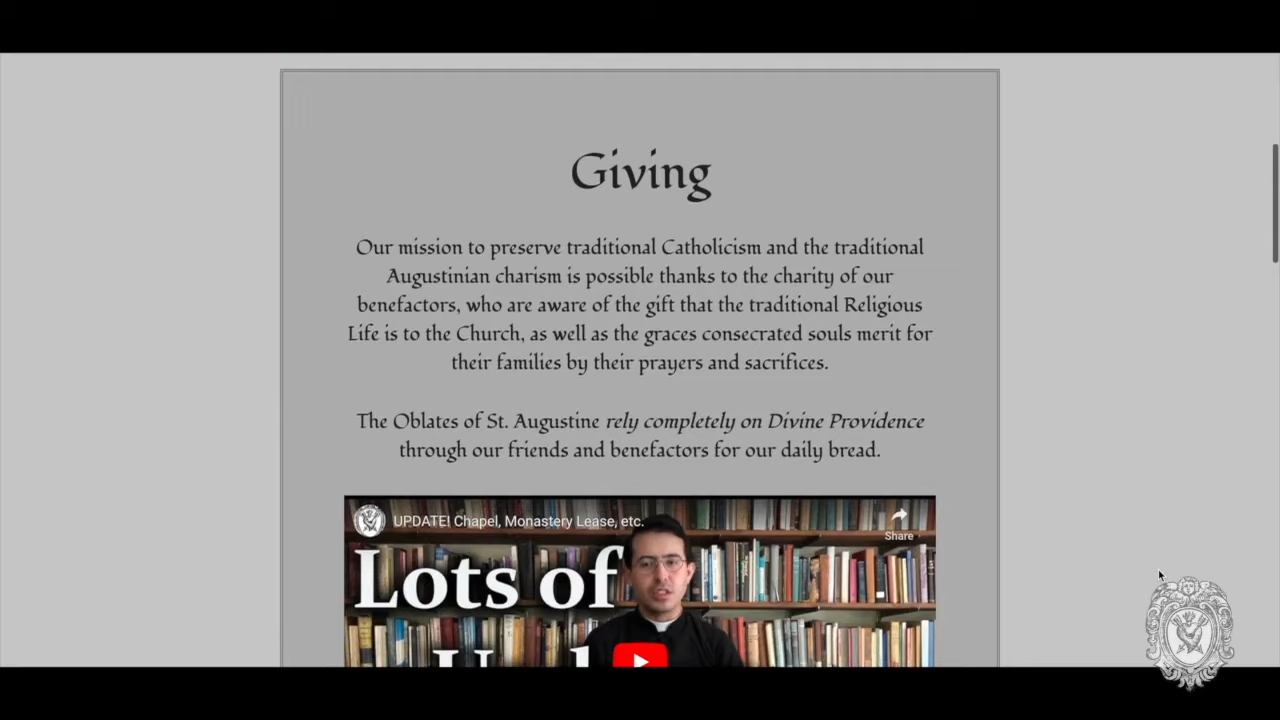 Giving
Our mission to preserve traditional Catholicism and the traditional
Augustinian charism is possible thanks to the charity of our
benefactors, who are aware of the gift that the traditional Religious
Life is to the Church, as well as the graces consecrated souls merit for
their families by their prayers and sacrifices.
The Oblates of St. Augustine rely completely on Divine Providence
through our friends and benefactors for our daily bread.
UPDATE! Chapel, Monastery Lease, etc.
Share
Lots of